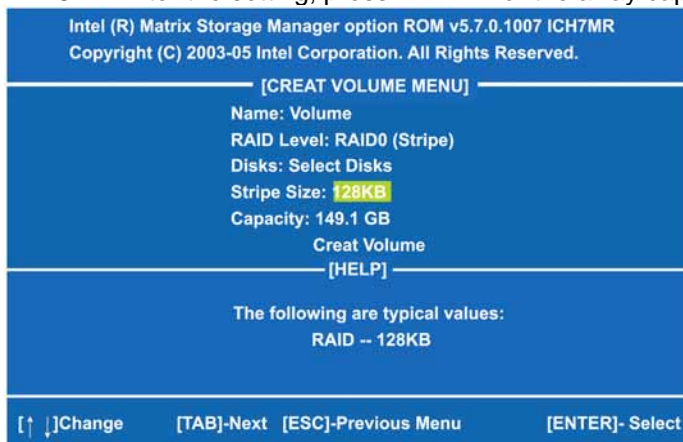 Intel (R) Matrix Storage Manager option ROM v5.7.0.1007 ICH7MR
Copyright (C) 2003-05 Intel Corporation. All Rights Reserved.
[CREAT VOLUME MENU]
Name: Volume
RAID Level: RAID0 (Stripe)
Disks: Select Disks
Stripe Size: 128KB
Capacity: 149.1 GB
Creat Volume
[HELP]
The following are typical values:
RAID -- 128KB
[↑ ↓]Change [TAB]-Next [ESC]-Previous Menu [ENTER]- Select